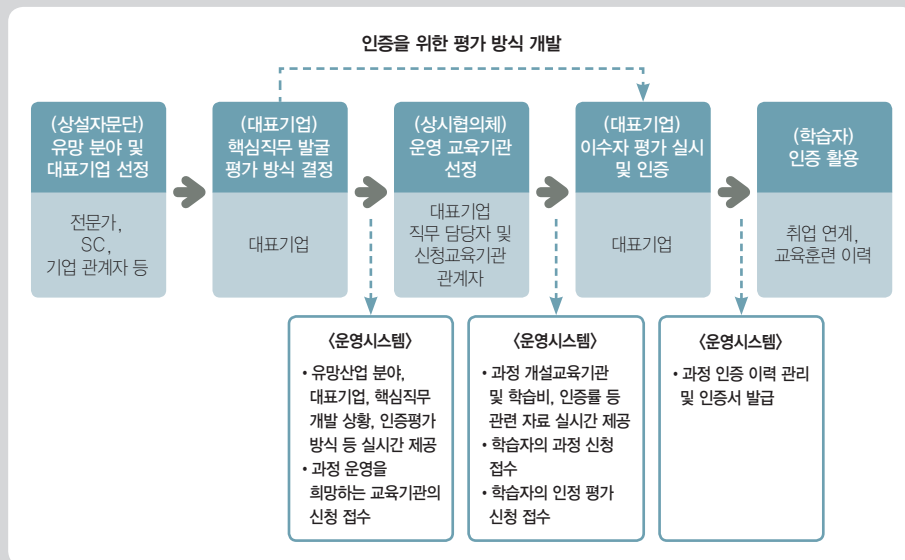 인증을 위한 평가 방식 개발
(상설자문단)
유망 분야 및
대표기업 선정
전문가,
SC,
기업 관계자 등
(대표기업)
핵심직무 발굴
평가 방식 결정
대표기업
(상시협의체)
운영 교육기관
선정
대표기업
직무 담당자 및
신청교육기관
관계자
(대표기업)
이수자 평가 실시
및 인증
대표기업
(학습자)
인증 활용
취업 연계,
교육훈련 이력
〈운영시스템〉
• 유망산업 분야,
대표기업, 핵심직무
개발 상황, 인증평가
방식 등 실시간 제공
• 과정 운영을
희망하는 교육기관의
신청 접수
〈운영시스템〉
• 과정 개설교육기관
및 학습비, 인증률 등
관련 자료 실시간 제공
• 학습자의 과정 신청
접수
• 학습자의 인정 평가
신청 접수
〈운영시스템〉
• 과정 인증 이력 관리
및 인증서 발급